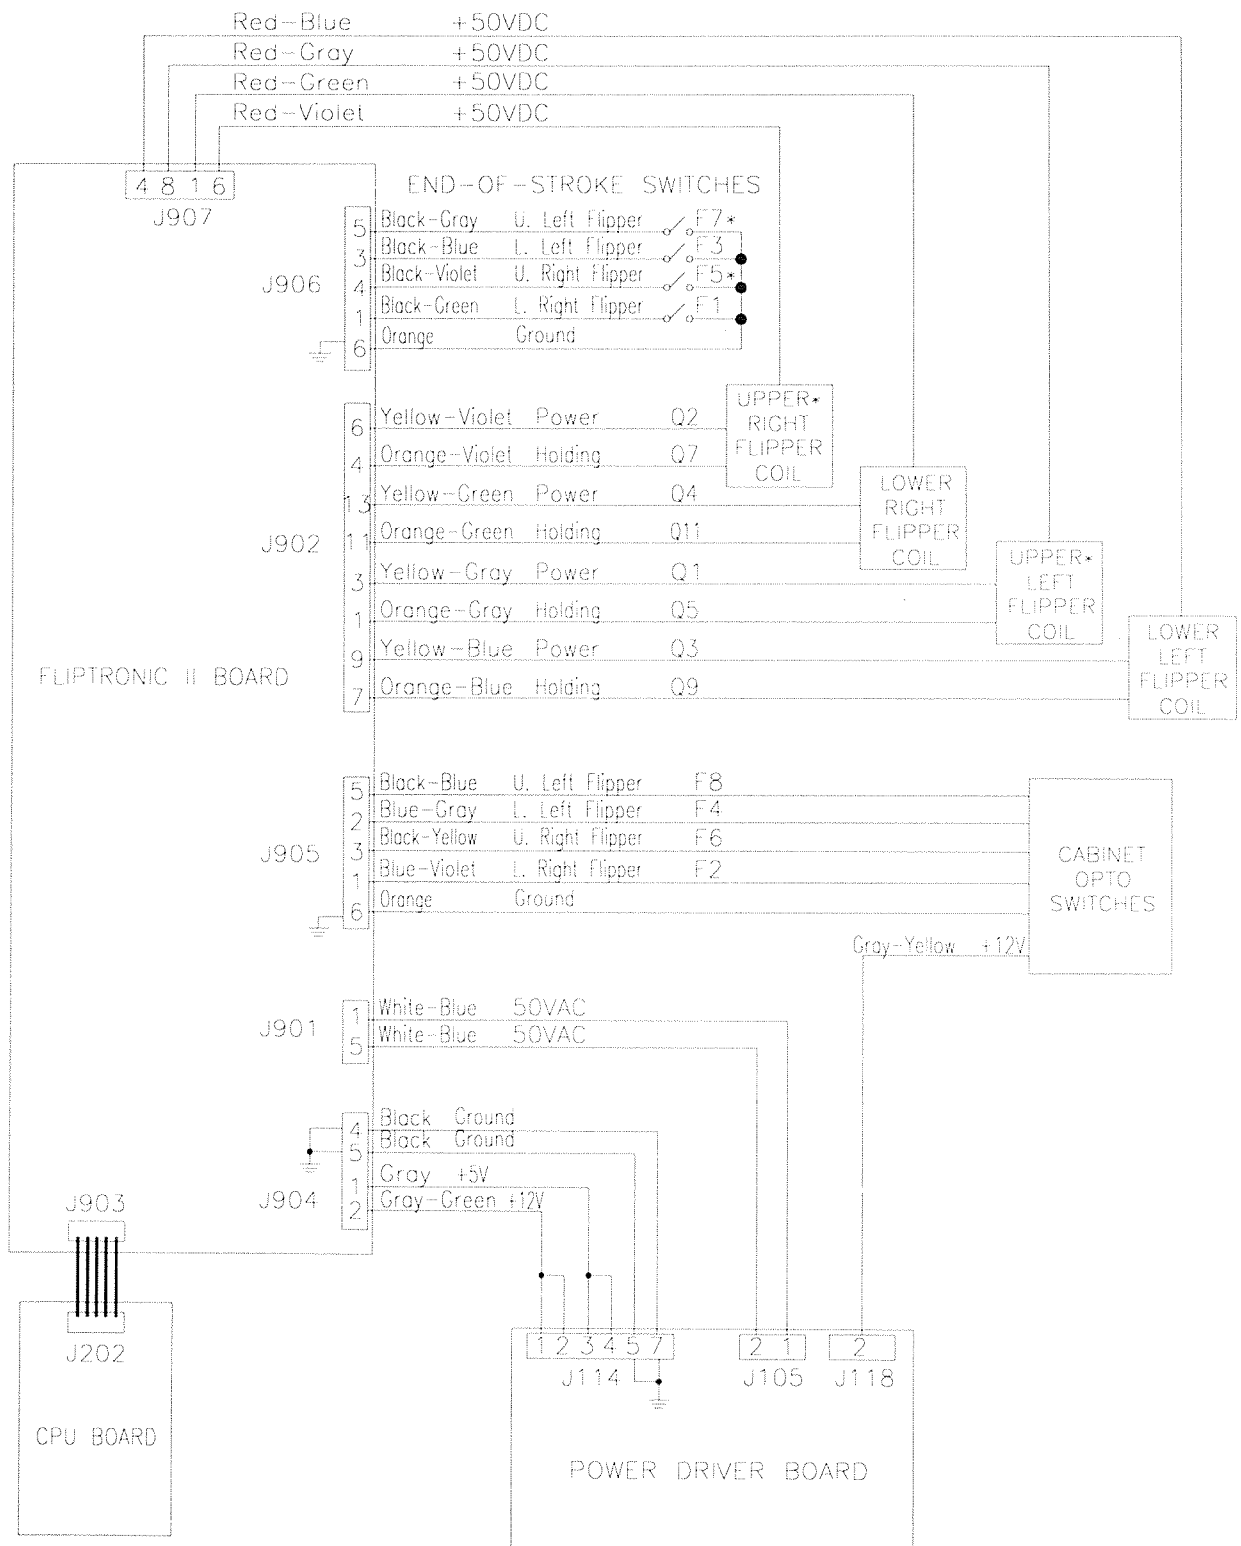 Red-Blue +50VDC
Red-Gray +50VDC
Red-Green +50VDC
Red-Violet +50VDC
4 8 1 6
J907
END-OF-STROKE SWITCHES
5 Black-Gray U. Left Flipper F7*
3 Black-Blue L. Left Flipper F3
J906
4 Black-Violet U. Right Flipper F5*
1 Black-Green L. Right Flipper F1
6 Orange Ground
UPPER*
RIGHT
FLIPPER
COIL
6 Yellow-Violet Power Q2
4 Orange-Violet Holding Q7
LOWER
RIGHT
FLIPPER
COIL
13 Yellow-Green Power Q4
J902
11 Orange-Green Holding Q11
UPPER*
LEFT
FLIPPER
COIL
3 Yellow-Gray Power Q1
1 Orange-Gray Holding Q5
LOWER
LEFT
FLIPPER
COIL
9 Yellow-Blue Power Q3
7 Orange-Blue Holding Q9
FLIPTRONIC II BOARD
5 Black-Blue U. Left Flipper F8
2 Blue-Gray L. Left Flipper F4
J905
3 Black-Yellow U. Right Flipper F6
1 Blue-Violet L. Right Flipper F2
6 Orange Ground
CABINET
OPTO
SWITCHES
Gray-Yellow +12V
J901
1 White-Blue 50VAC
5 White-Blue 50VAC
4 Black Ground
5 Black Ground
1 Gray +5V
J904
2 Gray-Green +12V
J903
J202
CPU BOARD
1 2 3 4 5 7
J114
2 1
J105
2
J118
POWER DRIVER BOARD